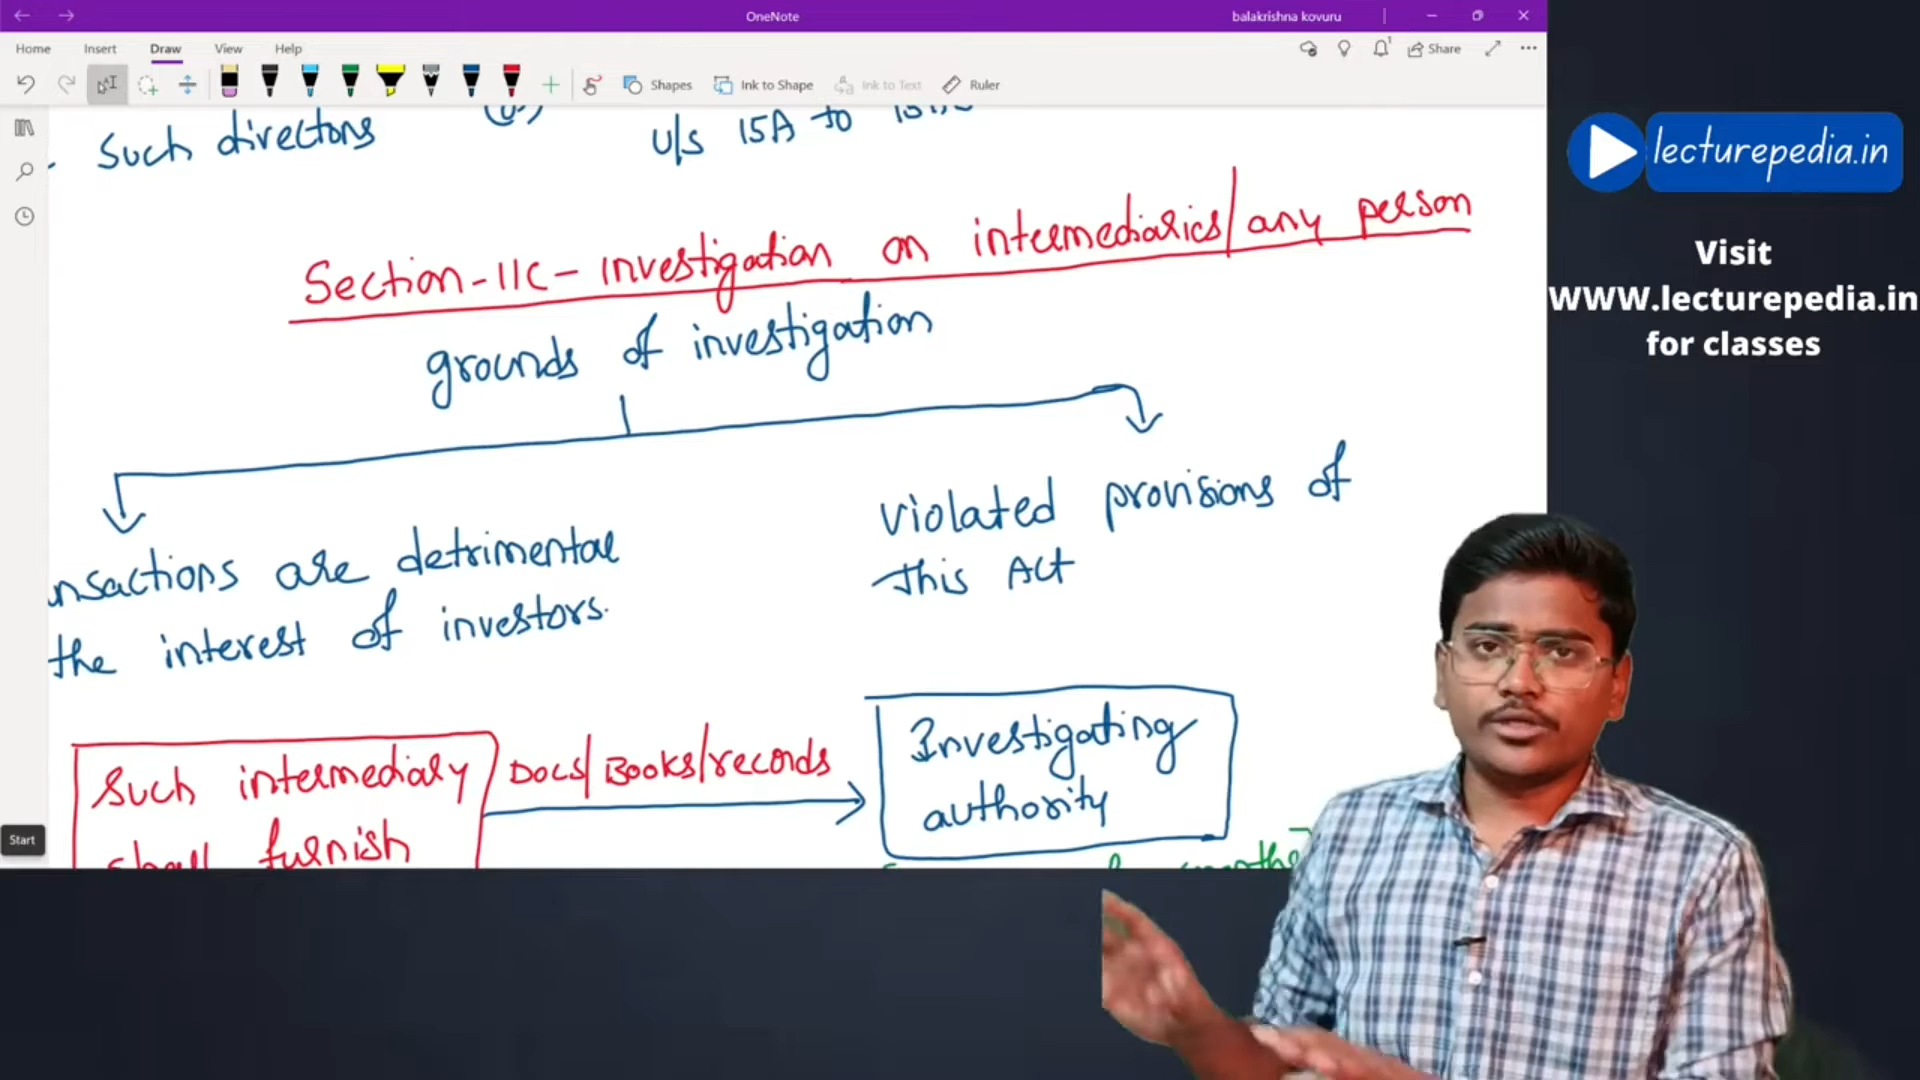 OneNote
balakrishna kovuru
Home Insert Draw View Help
1
Share
Shapes Ink to Shape Ink to Text Ruler
Such directors
u/s 15A to
Section-11C- investigation on intermediaries/any person
grounds of investigation
nsactions are detrimental
the interest of investors.
violated provisions of
this Act
Such intermediary
shall furnish
Docs/Books/records
Investigating
authority
Start
lecturepedia.in
Visit
WWW.lecturepedia.in
for classes